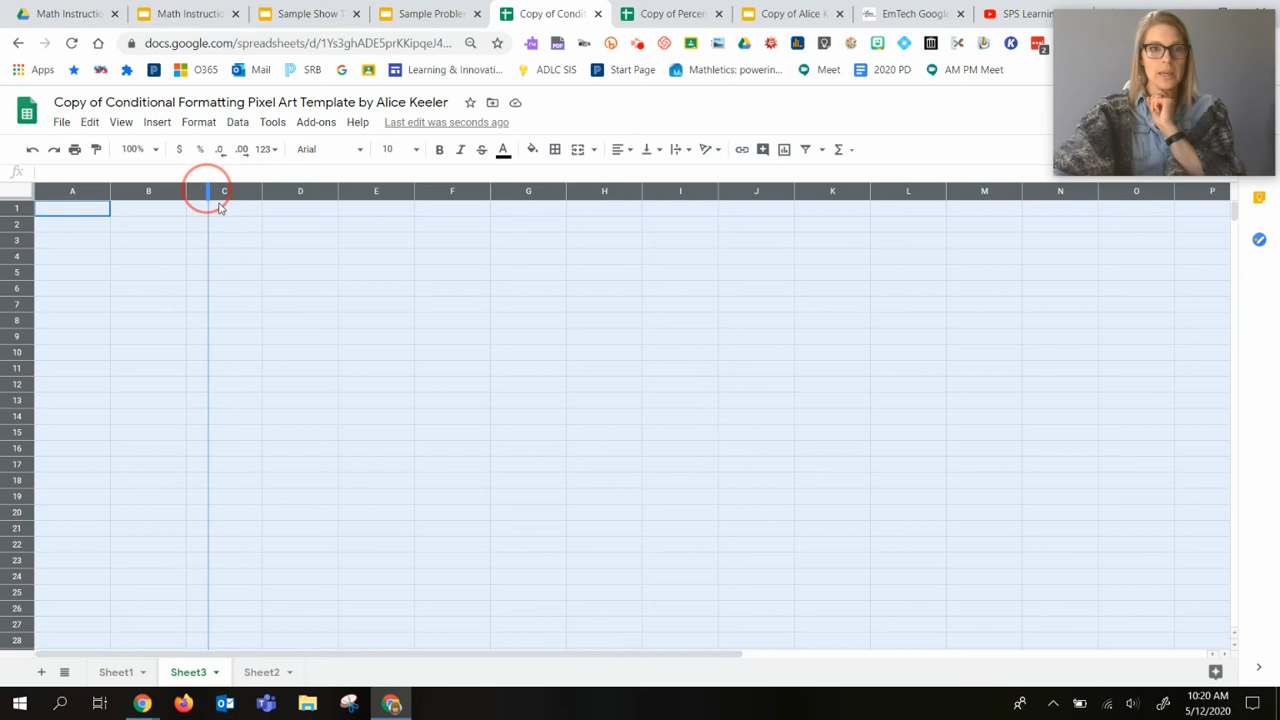 Math Instructio
Math Instructio
Sample Show T
Sample Problem
Copy of Condit
Copy of Percen
Copy of Alice K
EmTech Google
SPS Learnin
docs.google.com/spreadsheets/d/1Ys3ghADE5prKKipqeJ4...
2
Apps
O365
Mail
SRB
Learning & Innovati...
ADLC SIS
Start Page
Mathletics: powerin...
Meet
2020 PD
AM PM Meet
Copy of Conditional Formatting Pixel Art Template by Alice Keeler
File Edit View Insert Format Data Tools Add-ons Help Last edit was seconds ago
100% $ % .0 .00 123 Arial 10 B I S A
fx
A B C D E F G H I J K L M N O P
1
2
3
4
5
6
7
8
9
10
11
12
13
14
15
16
17
18
19
20
21
22
23
24
25
26
27
28
Sheet1 Sheet3 Sheet2
10:20 AM
5/12/2020